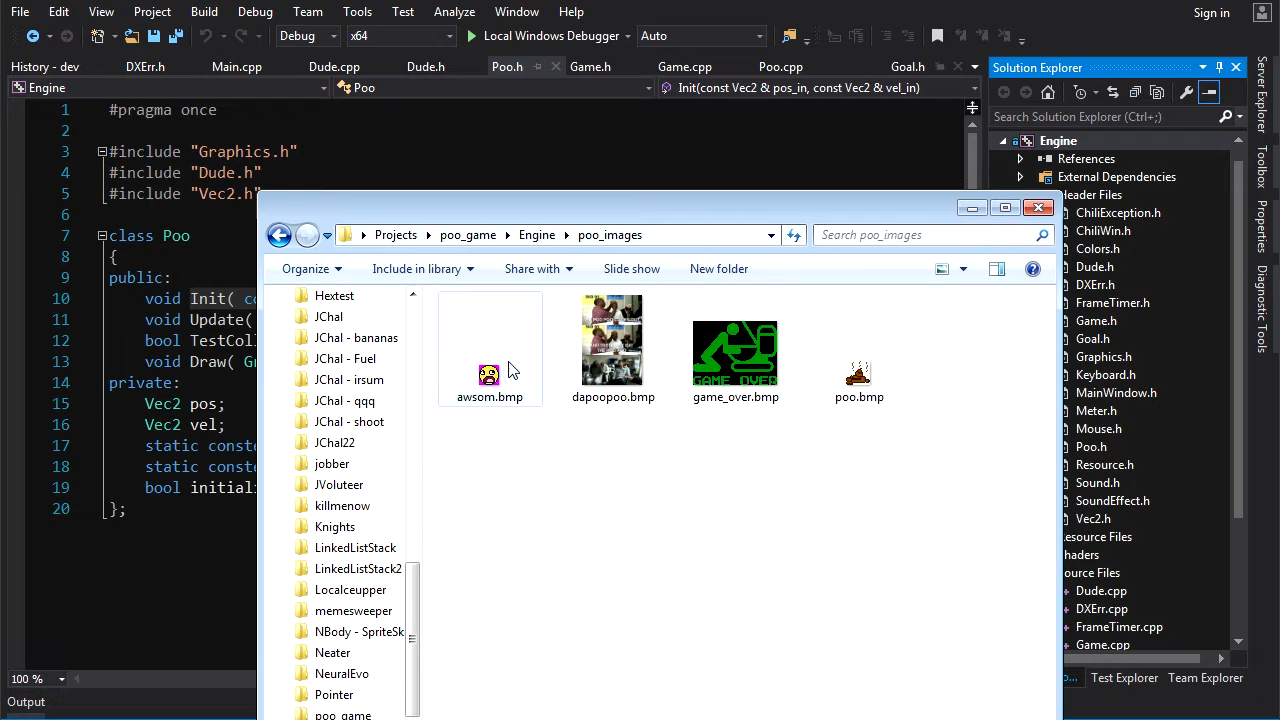 File Edit View Project Build Debug Team Tools Test Analyze Window Help Sign in
Debug x64 Local Windows Debugger Auto
History - dev DXErr.h Main.cpp Dude.cpp Dude.h Poo.h Game.h Game.cpp Poo.cpp Goal.h
Engine Poo Init(const Vec2 & pos_in, const Vec2 & vel_in)
1 #pragma once
2
3 #include "Graphics.h"
4 #include "Dude.h"
5 #include "Vec2.h"
6
7 class Poo
8 {
9 public:
10 void Init(
11 void Update(
12 bool
13 void Draw(
14 private:
15 Vec2 pos;
16 Vec2 vel;
17 static
18 static
19 bool
20 };
100 %
Output
Projects poo_game Engine poo_images
Search poo_images
Organize Include in library Share with Slide show New folder
Hextest
JChal
JChal - bananas
JChal - Fuel
JChal - irsum
JChal - qqq
JChal - shoot
JChal22
jobber
JVoluteer
killmenow
Knights
LinkedListStack
LinkedListStack2
Localceupper
memesweeper
NBody - SpriteSk
Neater
NeuralEvo
Pointer
poo_game
GAME OVER
awsom.bmp dapoopoo.bmp game_over.bmp poo.bmp
Solution Explorer
Search Solution Explorer (Ctrl+;)
Engine
References
External Dependencies
Header Files
ChiliException.h
ChiliWin.h
Colors.h
Dude.h
DXErr.h
FrameTimer.h
Game.h
Goal.h
Graphics.h
Keyboard.h
MainWindow.h
Meter.h
Mouse.h
Poo.h
Resource.h
Sound.h
SoundEffect.h
Vec2.h
esource Files
haders
ource Files
Dude.cpp
DXErr.cpp
FrameTimer.cpp
Game.cpp
o... Test Explorer Team Explorer
Server Explorer
Toolbox
Properties
Diagnostic Tools